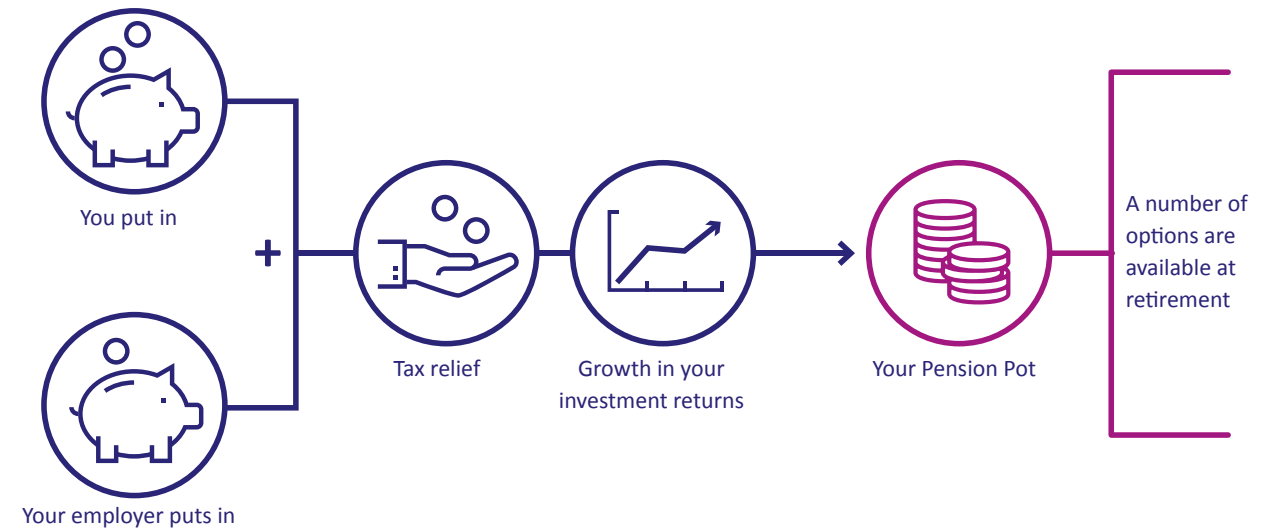 You put in
+
Your employer puts in
Tax relief
Growth in your
investment returns
Your Pension Pot
A number of
options are
available at
retirement